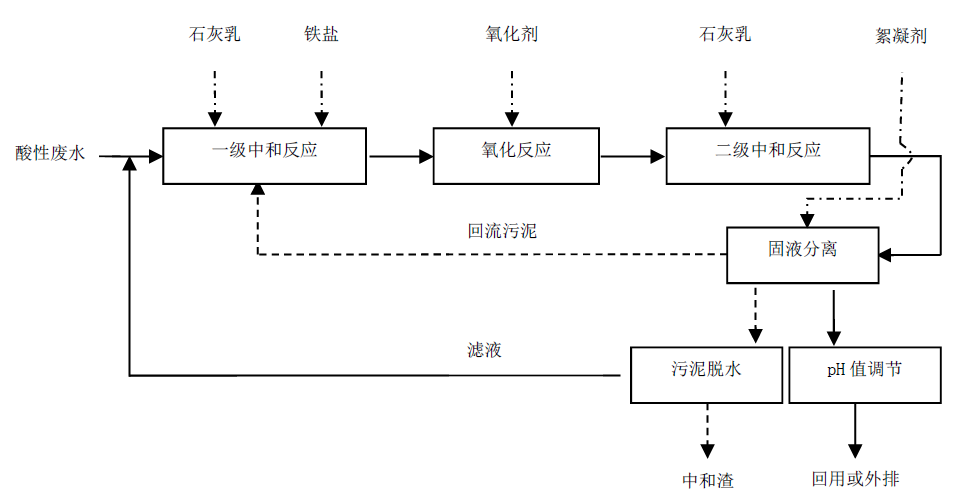 石灰乳
铁盐
氧化剂
石灰乳
絮凝剂
酸性废水
一级中和反应
氧化反应
二级中和反应
回流污泥
固液分离
滤液
污泥脱水
pH 值调节
中和渣
回用或外排